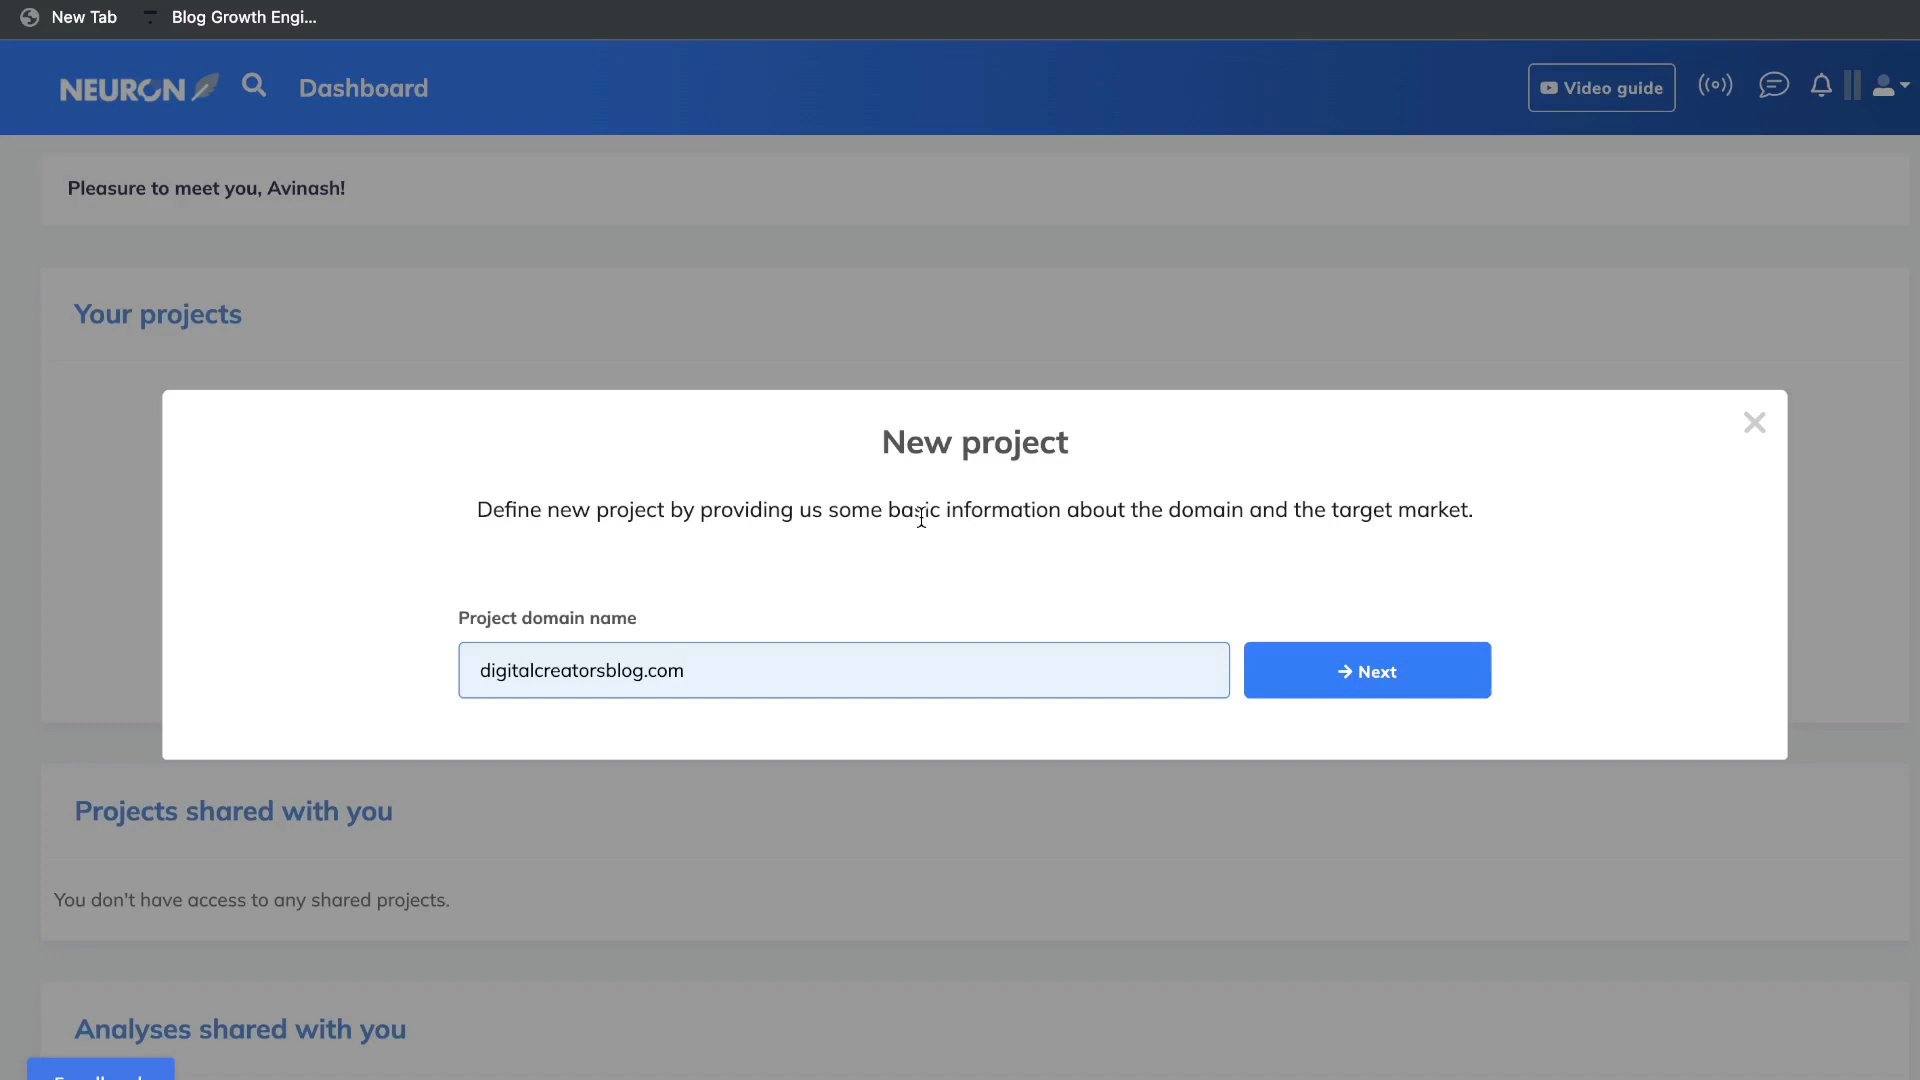 New Tab
Blog Growth Engi...
NEURON
Dashboard
Video guide
Pleasure to meet you, Avinash!
Your projects
New project
Define new project by providing us some basic information about the domain and the target market.
Project domain name
digitalcreatorsblog.com
→ Next
Projects shared with you
You don't have access to any shared projects.
Analyses shared with you